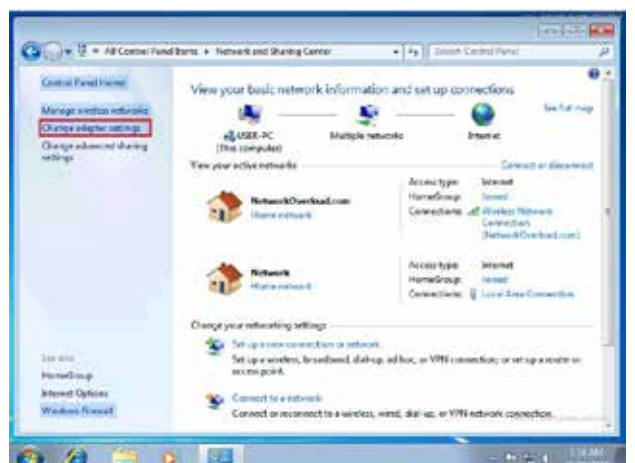 All Control Panel Items ▸ Network and Sharing Center
Search Control Panel
Control Panel Home
Manage wireless networks
Change adapter settings
Change advanced sharing
settings
See also
HomeGroup
Internet Options
Windows Firewall
View your basic network information and set up connections
See full map
USER-PC
(This computer)
Multiple networks
Internet
View your active networks
Connect or disconnect
NetworkOverload.com
Home network
Access type: Internet
HomeGroup: Joined
Connections: Wireless Network
Connection
(NetworkOverload.com)
Network
Home network
Access type: Internet
HomeGroup: Joined
Connections: Local Area Connection
Change your networking settings
Set up a new connection or network
Set up a wireless, broadband, dial-up, ad hoc, or VPN connection; or set up a router or
access point.
Connect to a network
Connect or reconnect to a wireless, wired, dial-up, or VPN network connection.